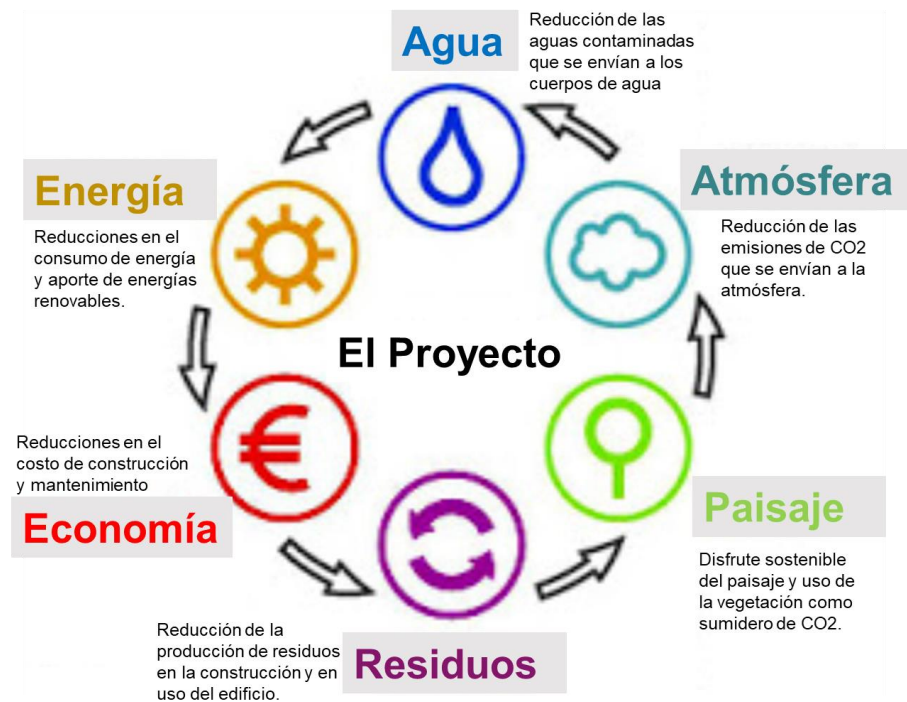 Agua
Reducción de las
aguas contaminadas
que se envían a los
cuerpos de agua
Energía
Reducciones en el
consumo de energía
y aporte de energías
renovables.
Atmósfera
Reducción de las
emisiones de CO2
que se envían a la
atmósfera.
El Proyecto
Reducciones en el
costo de construcción
y mantenimiento
Economía
€
Paisaje
Disfrute sostenible
del paisaje y uso de
la vegetación como
sumidero de CO2.
Reducción de la
producción de residuos
en la construcción y en
uso del edificio.
Residuos